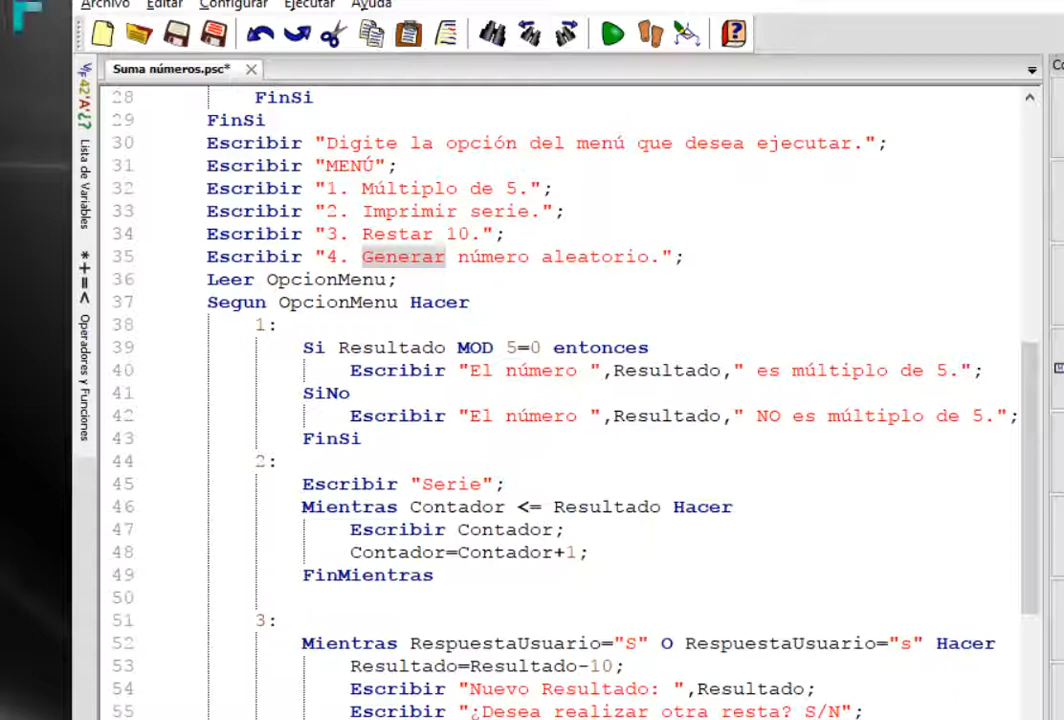 Archivo Editar Configurar Ejecutar Ayuda
Suma números.psc*
Lista de Variables
Operadores y Funciones
28 FinSi
29 FinSi
30 Escribir "Digite la opción del menú que desea ejecutar.";
31 Escribir "MENÚ";
32 Escribir "1. Múltiplo de 5.";
33 Escribir "2. Imprimir serie.";
34 Escribir "3. Restar 10.";
35 Escribir "4. Generar número aleatorio.";
36 Leer OpcionMenu;
37 Segun OpcionMenu Hacer
38 1:
39 Si Resultado MOD 5=0 entonces
40 Escribir "El número ",Resultado," es múltiplo de 5.";
41 SiNo
42 Escribir "El número ",Resultado," NO es múltiplo de 5.";
43 FinSi
44 2:
45 Escribir "Serie";
46 Mientras Contador <= Resultado Hacer
47 Escribir Contador;
48 Contador=Contador+1;
49 FinMientras
50
51 3:
52 Mientras RespuestaUsuario="S" O RespuestaUsuario="s" Hacer
53 Resultado=Resultado-10;
54 Escribir "Nuevo Resultado: ",Resultado;
55 Escribir "¿Desea realizar otra resta? S/N";